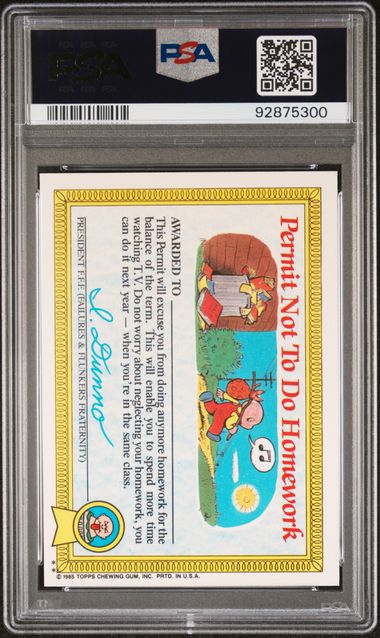 PSA
PSA
92875300
Permit Not To Do Homework
AWARDED TO
This Permit will excuse you from doing anymore homework for the
balance of the term. This will enable you to spend more time
watching T.V. Do not worry about neglecting your homework, you
can do it next year — when you're in the same class.
I. Dunno
PRESIDENT F.F.F. (FAILURES & FLUNKERS FRATERNITY)
** © 1985 TOPPS CHEWING GUM, INC. PRTD. IN U.S.A.
PSA